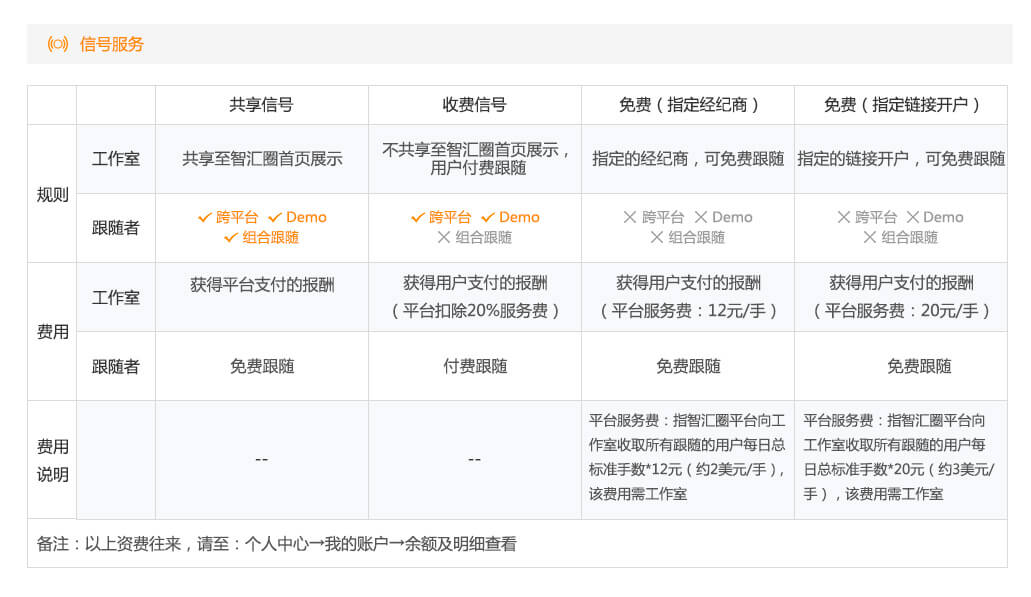 信号服务
共享信号 收费信号 免费（指定经纪商） 免费（指定链接开户）
规则
工作室
共享至智汇圈首页展示
不共享至智汇圈首页展示，
用户付费跟随
指定的经纪商，可免费跟随
指定的链接开户，可免费跟随
跟随者
✓ 跨平台 ✓ Demo
✓ 组合跟随
✓ 跨平台 ✓ Demo
× 组合跟随
× 跨平台 × Demo
× 组合跟随
× 跨平台 × Demo
× 组合跟随
费用
工作室
获得平台支付的报酬
获得用户支付的报酬
（平台扣除20%服务费）
获得用户支付的报酬
（平台服务费：12元/手）
获得用户支付的报酬
（平台服务费：20元/手）
跟随者
免费跟随
付费跟随
免费跟随
免费跟随
费用
说明
--
--
平台服务费：指智汇圈平台向工
作室收取所有跟随的用户每日总
标准手数*12元（约2美元/手），
该费用需工作室
平台服务费：指智汇圈平台向
工作室收取所有跟随的用户每
日总标准手数*20元（约3美元/
手），该费用需工作室
备注：以上资费往来，请至：个人中心→我的账户→余额及明细查看